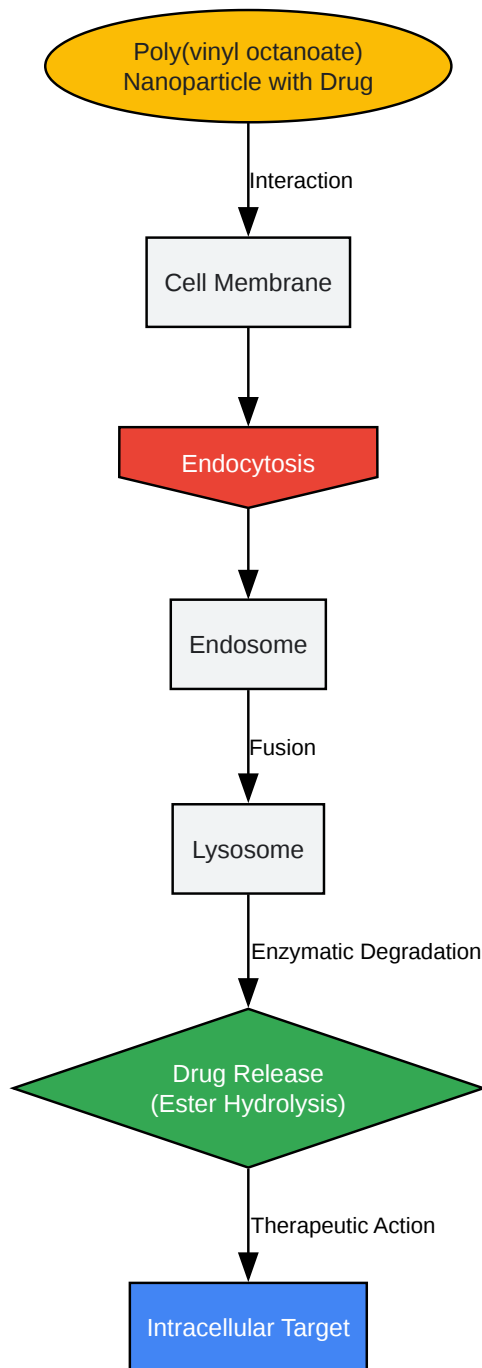 Poly(vinyl octanoate)
Nanoparticle with Drug
Interaction
Cell Membrane
Endocytosis
Endosome
Fusion
Lysosome
Enzymatic Degradation
Drug Release
(Ester Hydrolysis)
Therapeutic Action
Intracellular Target